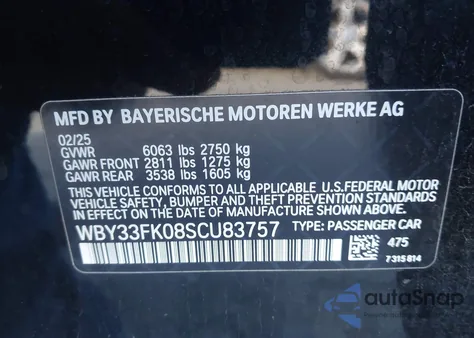 MFD BY BAYERISCHE MOTOREN WERKE AG
02/25
GVWR 6063 lbs 2750 kg
GAWR FRONT 2811 lbs 1275 kg
GAWR REAR 3538 lbs 1605 kg
THIS VEHICLE CONFORMS TO ALL APPLICABLE U.S.FEDERAL MOTOR
VEHICLE SAFETY, BUMPER AND THEFT PREVENTION STANDARDS
IN EFFECT ON THE DATE OF MANUFACTURE SHOWN ABOVE.
WBY33FK08SCU83757 TYPE: PASSENGER CAR
475
7315814
autaSnap